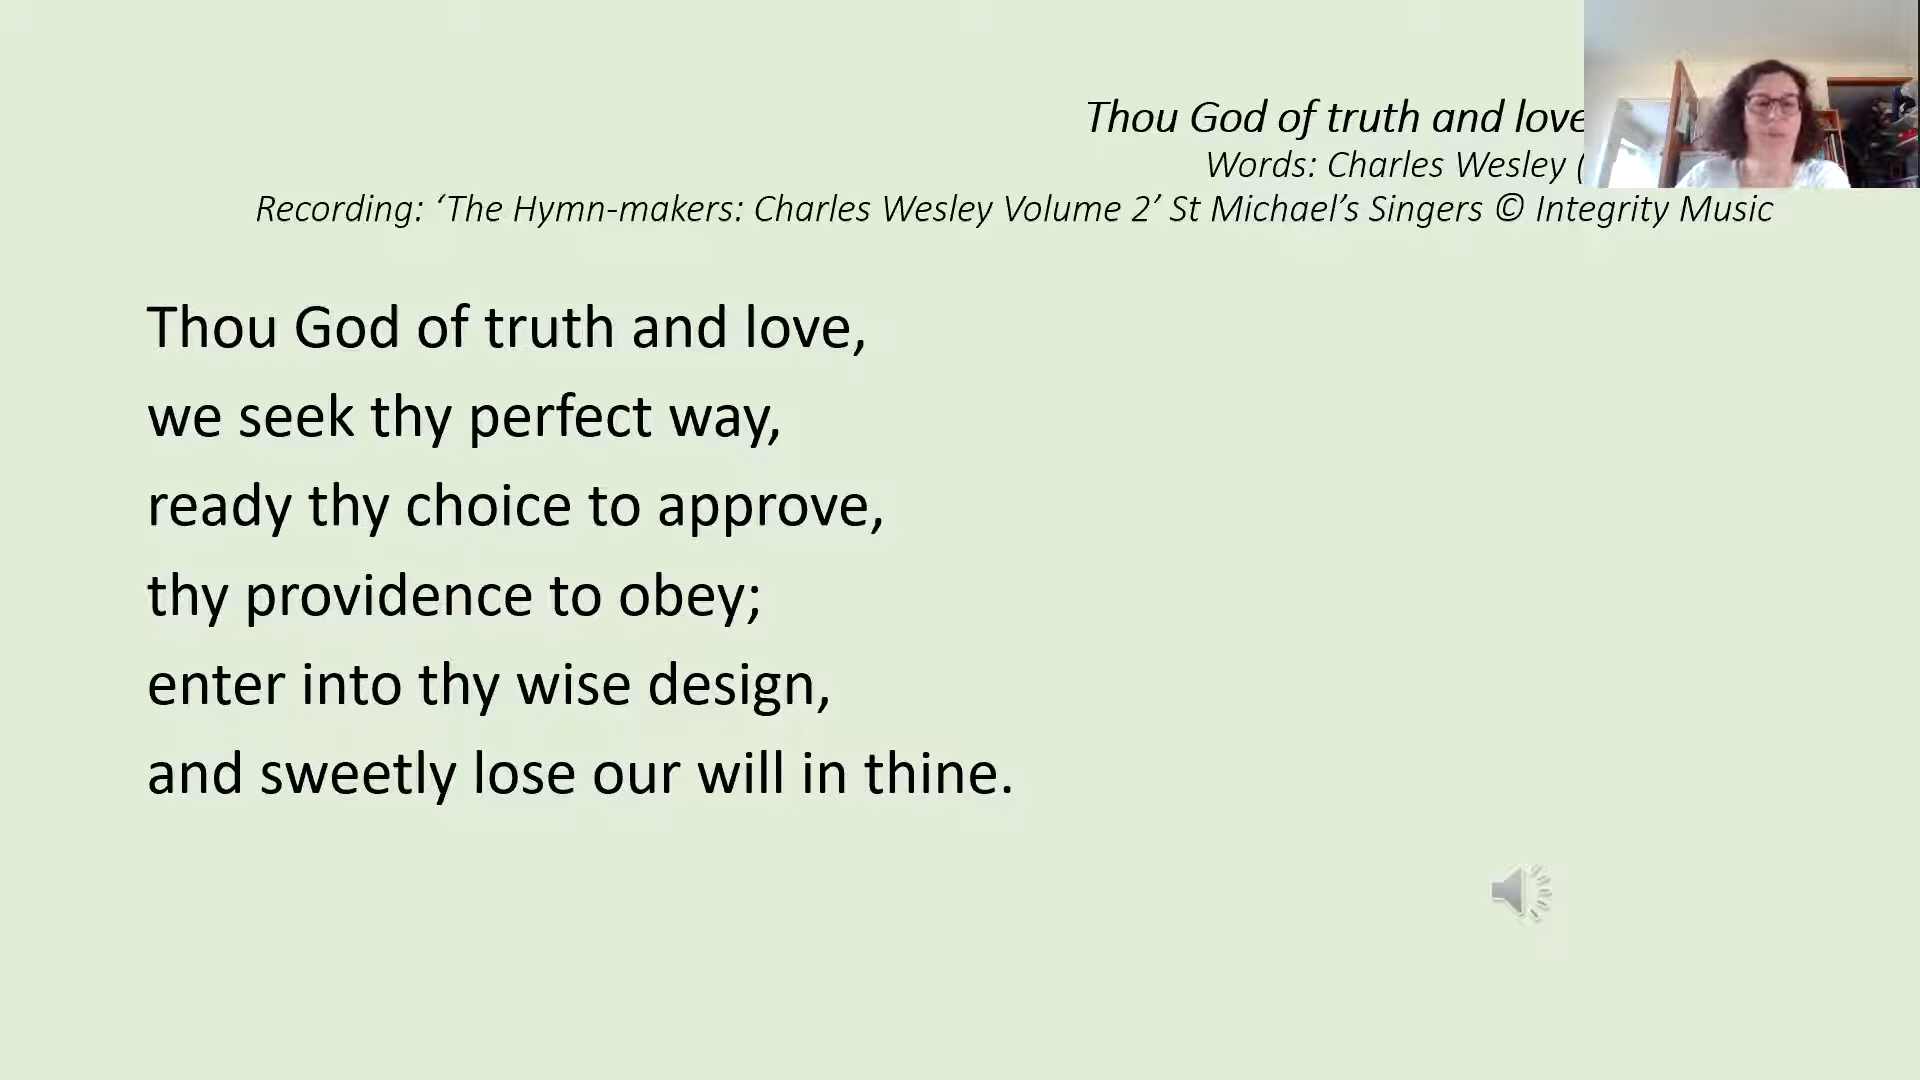 Thou God of truth and love
Words: Charles Wesley (
Recording: ‘The Hymn-makers: Charles Wesley Volume 2’ St Michael’s Singers © Integrity Music
Thou God of truth and love,
we seek thy perfect way,
ready thy choice to approve,
thy providence to obey;
enter into thy wise design,
and sweetly lose our will in thine.